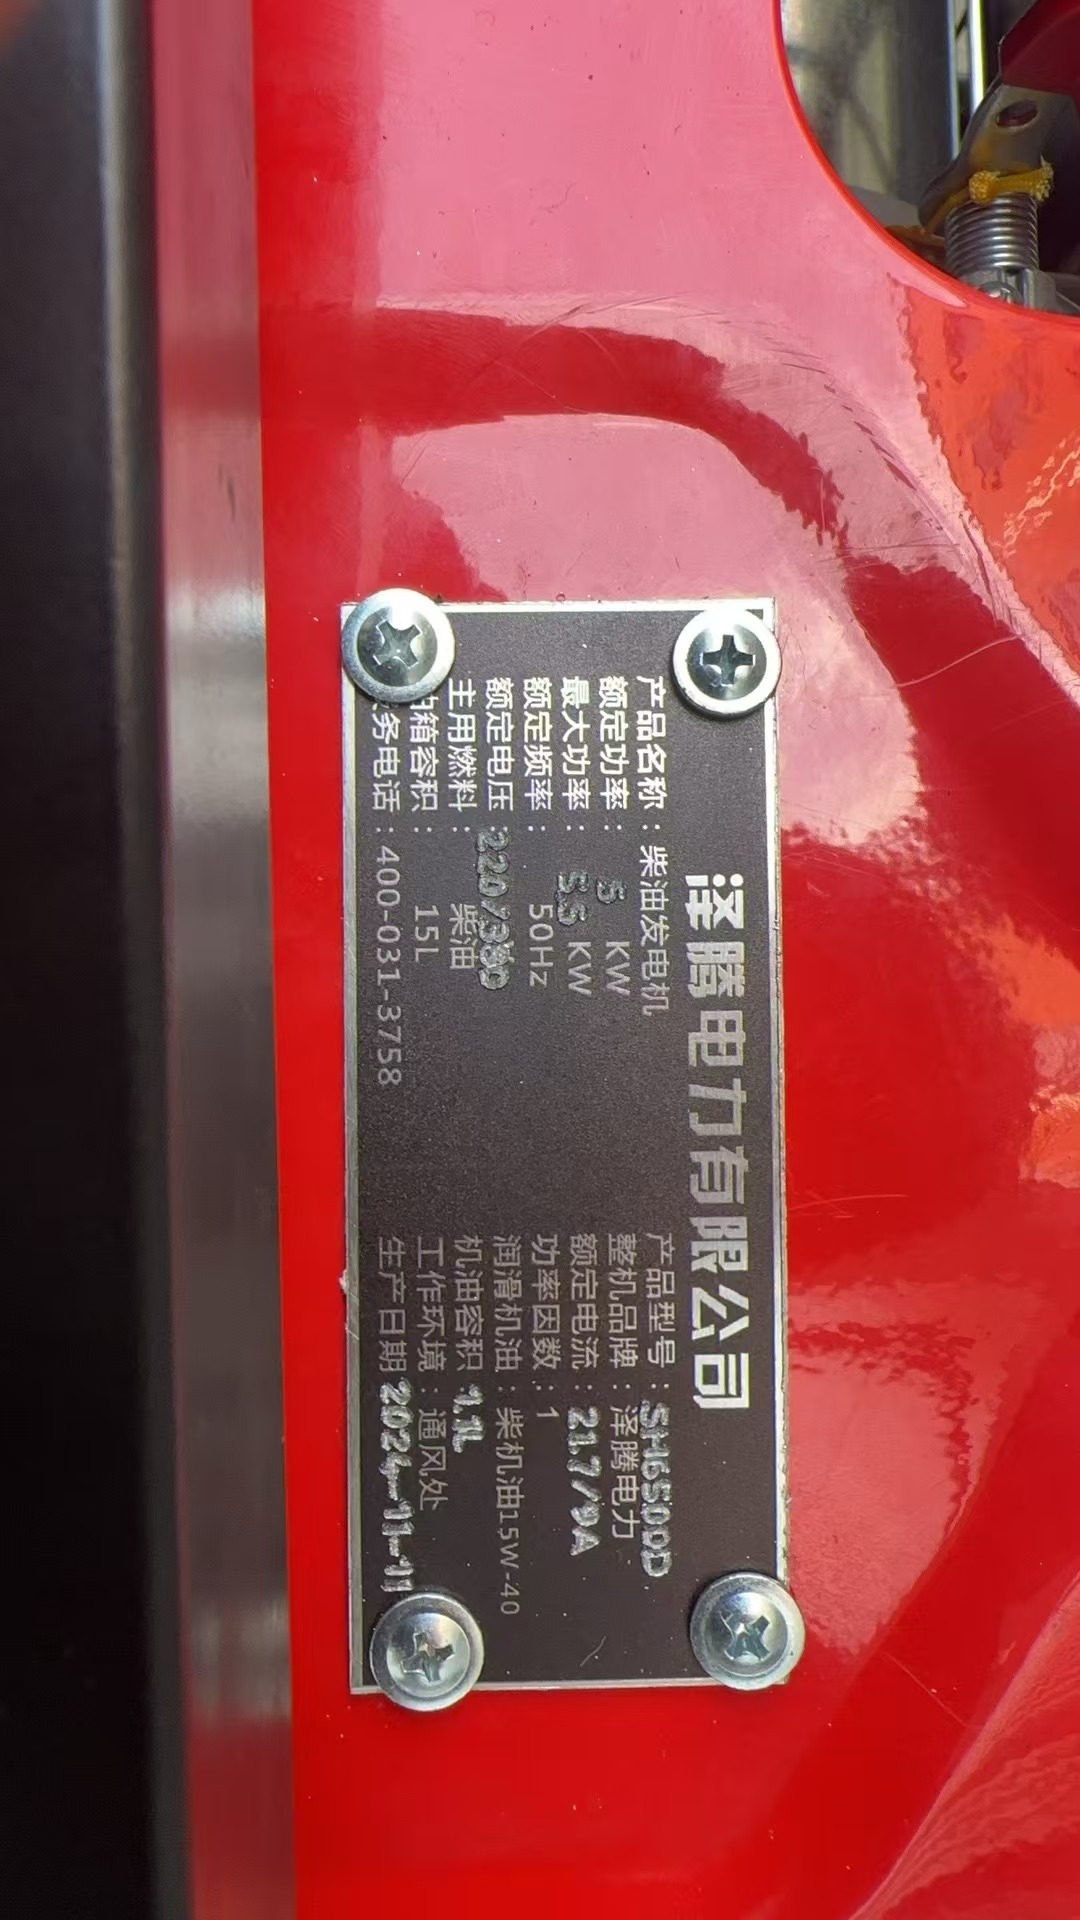 泽腾电力有限公司
产品名称：柴油发电机 产品型号：SH6500D
额定功率： 5 KW 整机品牌：泽腾电力
最大功率： 5.5 KW 额定电流：21.7/9A
额定频率： 50Hz 功率因数：1
额定电压：220/380 润滑机油：柴机油15W-40
主用燃料： 柴油 机油容积 1.1L
油箱容积： 15L 工作环境：通风处
务电话：400-031-3758 生产日期 2024-11-11